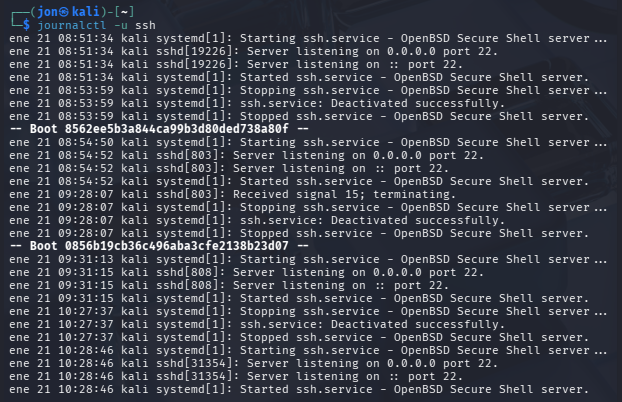 ┌──(jon㉿kali)-[~]
└─$ journalctl -u ssh
ene 21 08:51:34 kali systemd[1]: Starting ssh.service - OpenBSD Secure Shell server...
ene 21 08:51:34 kali sshd[19226]: Server listening on 0.0.0.0 port 22.
ene 21 08:51:34 kali sshd[19226]: Server listening on :: port 22.
ene 21 08:51:34 kali systemd[1]: Started ssh.service - OpenBSD Secure Shell server.
ene 21 08:53:59 kali systemd[1]: Stopping ssh.service - OpenBSD Secure Shell server...
ene 21 08:53:59 kali systemd[1]: ssh.service: Deactivated successfully.
ene 21 08:53:59 kali systemd[1]: Stopped ssh.service - OpenBSD Secure Shell server.
-- Boot 8562ee5b3a844ca99b3d80ded738a80f --
ene 21 08:54:50 kali systemd[1]: Starting ssh.service - OpenBSD Secure Shell server...
ene 21 08:54:52 kali sshd[803]: Server listening on 0.0.0.0 port 22.
ene 21 08:54:52 kali sshd[803]: Server listening on :: port 22.
ene 21 08:54:52 kali systemd[1]: Started ssh.service - OpenBSD Secure Shell server.
ene 21 09:28:07 kali sshd[803]: Received signal 15; terminating.
ene 21 09:28:07 kali systemd[1]: Stopping ssh.service - OpenBSD Secure Shell server...
ene 21 09:28:07 kali systemd[1]: ssh.service: Deactivated successfully.
ene 21 09:28:07 kali systemd[1]: Stopped ssh.service - OpenBSD Secure Shell server.
-- Boot 0856b19cb36c496aba3cfe2138b23d07 --
ene 21 09:31:13 kali systemd[1]: Starting ssh.service - OpenBSD Secure Shell server...
ene 21 09:31:15 kali sshd[808]: Server listening on 0.0.0.0 port 22.
ene 21 09:31:15 kali sshd[808]: Server listening on :: port 22.
ene 21 09:31:15 kali systemd[1]: Started ssh.service - OpenBSD Secure Shell server.
ene 21 10:27:37 kali systemd[1]: Stopping ssh.service - OpenBSD Secure Shell server...
ene 21 10:27:37 kali systemd[1]: ssh.service: Deactivated successfully.
ene 21 10:27:37 kali systemd[1]: Stopped ssh.service - OpenBSD Secure Shell server.
ene 21 10:28:46 kali systemd[1]: Starting ssh.service - OpenBSD Secure Shell server...
ene 21 10:28:46 kali sshd[31354]: Server listening on 0.0.0.0 port 22.
ene 21 10:28:46 kali sshd[31354]: Server listening on :: port 22.
ene 21 10:28:46 kali systemd[1]: Started ssh.service - OpenBSD Secure Shell server.